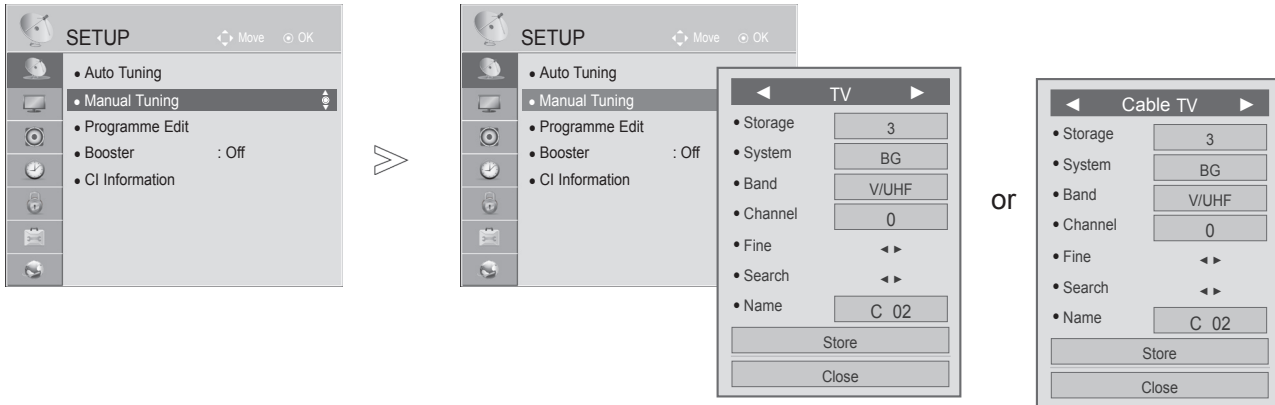 SETUP Move OK
• Auto Tuning
• Manual Tuning
• Programme Edit
• Booster : Off
• CI Information
SETUP Move OK
• Auto Tuning
• Manual Tuning
• Programme Edit
• Booster : Off
• CI Information
◄ TV ►
• Storage 3
• System BG
• Band V/UHF
• Channel 0
• Fine ◄ ►
• Search ◄ ►
• Name C 02
Store
Close
or
◄ Cable TV ►
• Storage 3
• System BG
• Band V/UHF
• Channel 0
• Fine ◄ ►
• Search ◄ ►
• Name C 02
Store
Close